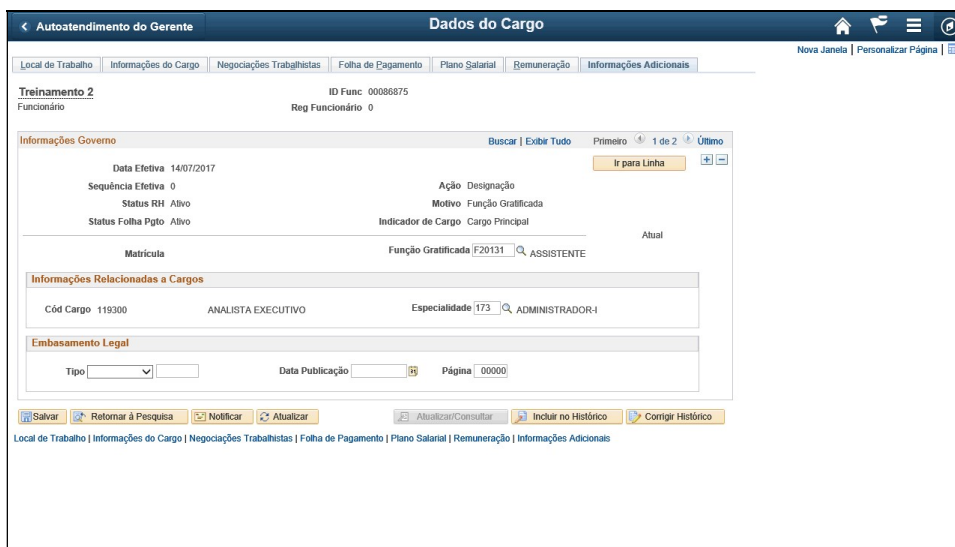 Autoatendimento do Gerente Dados do Cargo
Nova Janela | Personalizar Página |
Local de Trabalho Informações do Cargo Negociações Trabalhistas Folha de Pagamento Plano Salarial Remuneração Informações Adicionais
Treinamento 2 ID Func 00086875
Funcionário Reg Funcionário 0
Informações Governo Buscar | Exibir Tudo Primeiro 1 de 2 Último
Data Efetiva 14/07/2017 Ir para Linha
Sequência Efetiva 0 Ação Designação
Status RH Ativo Motivo Função Gratificada
Status Folha Pgto Ativo Indicador de Cargo Cargo Principal
Atual
Matrícula Função Gratificada F20131 ASSISTENTE
Informações Relacionadas a Cargos
Cód Cargo 119300 ANALISTA EXECUTIVO Especialidade 173 ADMINISTRADOR-I
Embasamento Legal
Tipo Data Publicação Página 00000
Salvar Retornar à Pesquisa Notificar Atualizar Atualizar/Consultar Incluir no Histórico Corrigir Histórico
Local de Trabalho | Informações do Cargo | Negociações Trabalhistas | Folha de Pagamento | Plano Salarial | Remuneração | Informações Adicionais